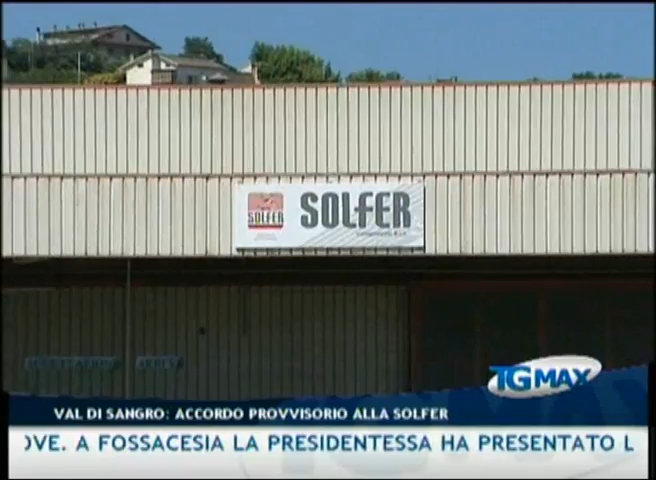 SOLFER
SOLFER
TGMAX
VAL DI SANGRO: ACCORDO PROVVISORIO ALLA SOLFER
OVE. A FOSSACESIA LA PRESIDENTESSA HA PRESENTATO L